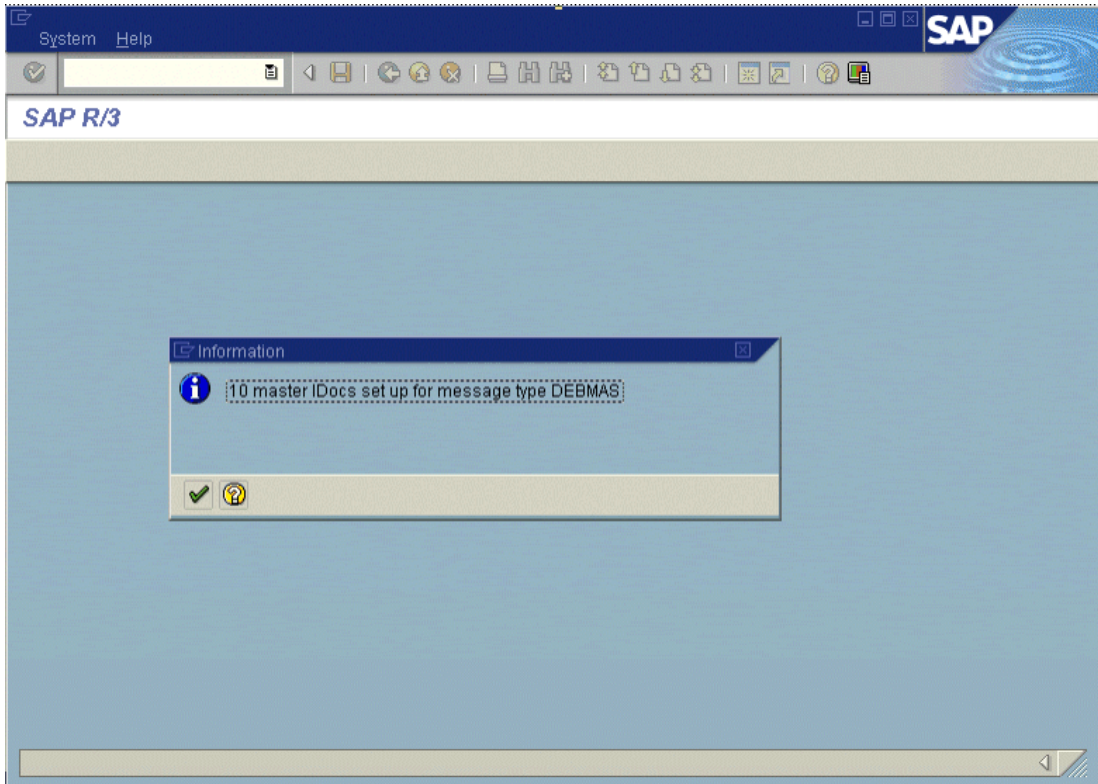 System Help
SAP
SAP R/3
Information
10 master IDocs set up for message type DEBMAS